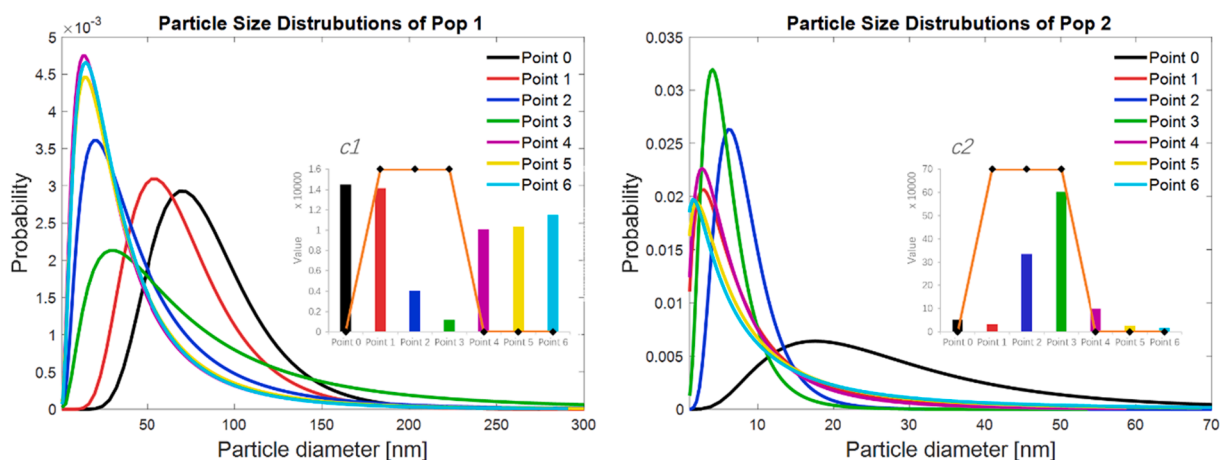 Particle Size Distrubutions of Pop 1
×10⁻³
5
4.5
4
3.5
3
2.5
2
1.5
1
0.5
0
Probability
50
100
150
200
250
300
Particle diameter [nm]
Point 0
Point 1
Point 2
Point 3
Point 4
Point 5
Point 6
c1
x 10000
Value
1.6
1.4
1.2
1
0.8
0.6
0.4
0.2
0
Point 0 Point 1 Point 2 Point 3 Point 4 Point 5 Point 6
Particle Size Distrubutions of Pop 2
0.035
0.03
0.025
0.02
0.015
0.01
0.005
0
Probability
10
20
30
40
50
60
70
Particle diameter [nm]
Point 0
Point 1
Point 2
Point 3
Point 4
Point 5
Point 6
c2
x 10000
Value
70
60
50
40
30
20
10
0
Point 0 Point 1 Point 2 Point 3 Point 4 Point 5 Point 6